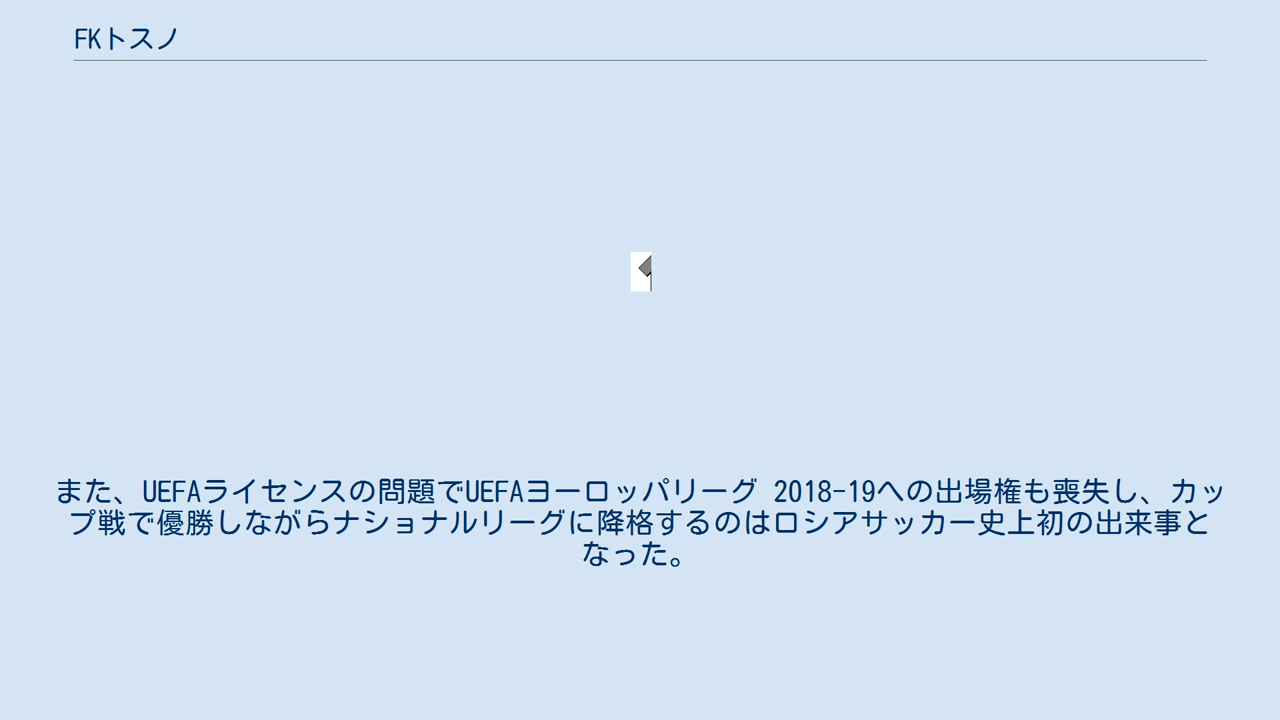 FKトスノ
また、UEFAライセンスの問題でUEFAヨーロッパリーグ 2018-19への出場権も喪失し、カッ
プ戦で優勝しながらナショナルリーグに降格するのはロシアサッカー史上初の出来事と
なった。